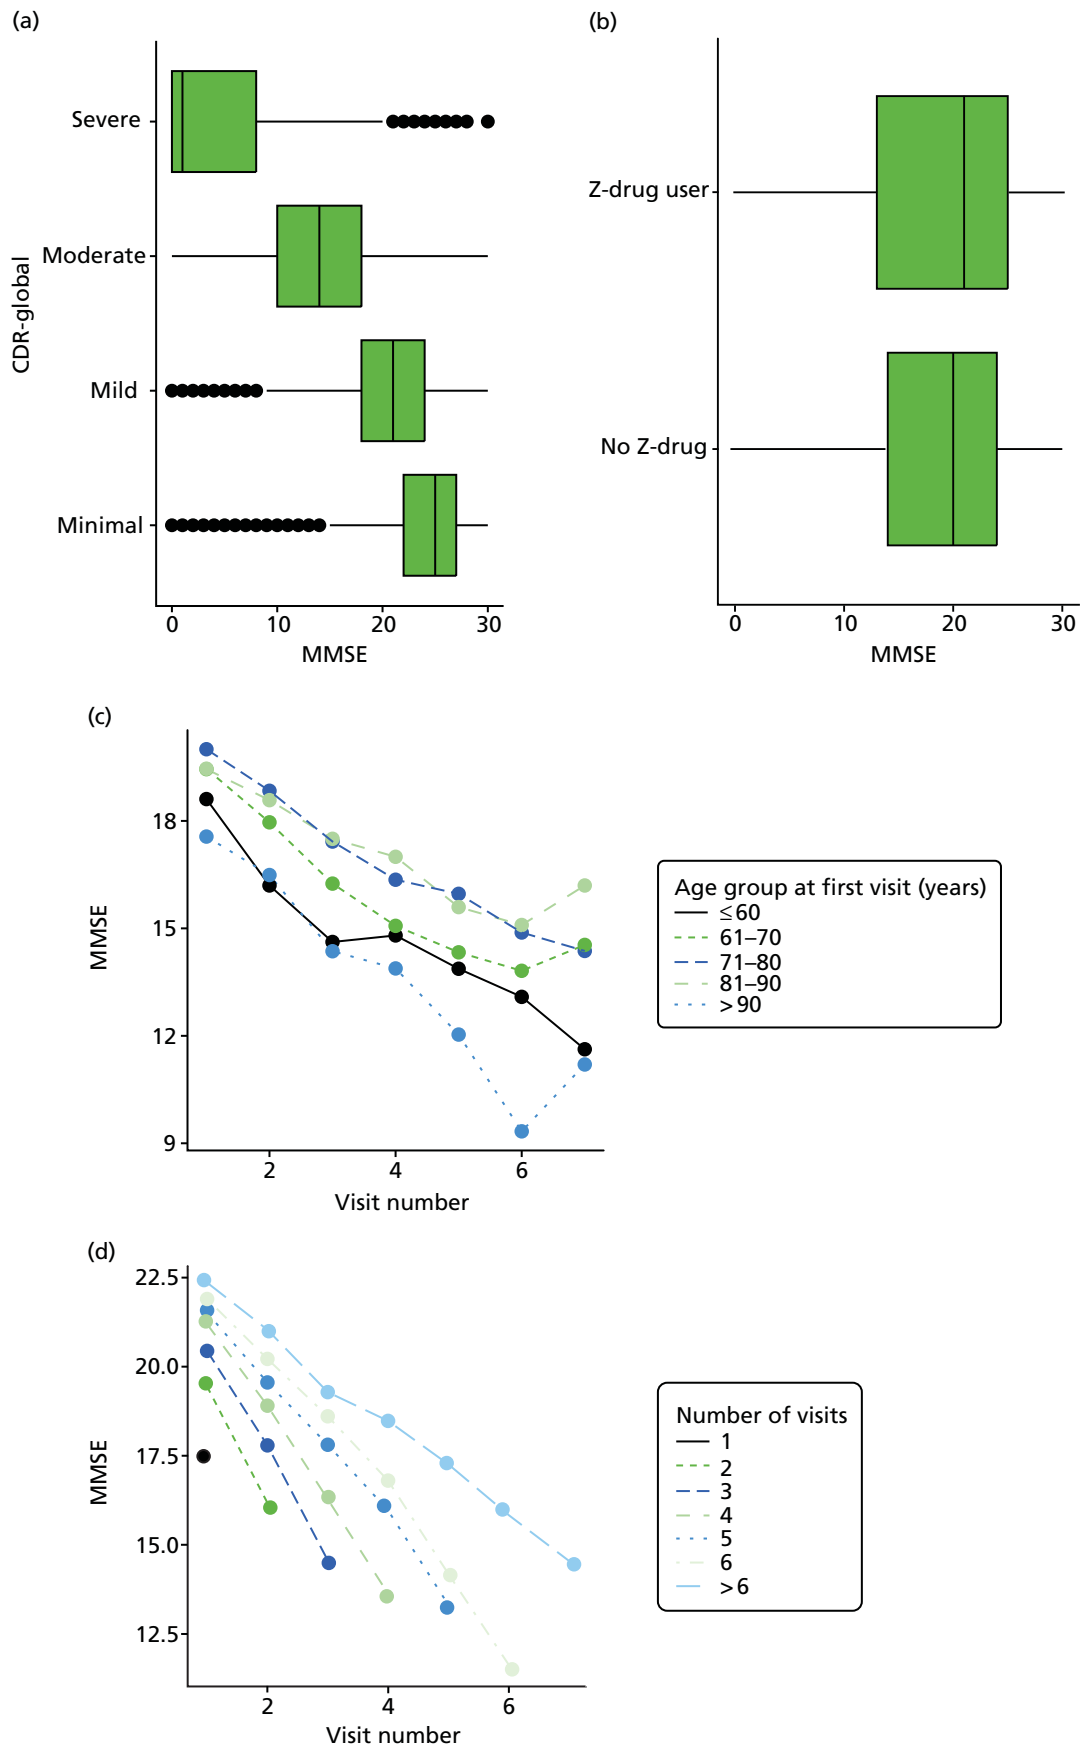 (a)
CDR-global
Severe
Moderate
Mild
Minimal
0 10 20 30
MMSE
(b)
Z-drug user
No Z-drug
0 10 20 30
MMSE
(c)
MMSE
18
15
12
9
2 4 6
Visit number
Age group at first visit (years)
≤60
61–70
71–80
81–90
>90
(d)
MMSE
22.5
20.0
17.5
15.0
12.5
2 4 6
Visit number
Number of visits
1
2
3
4
5
6
>6